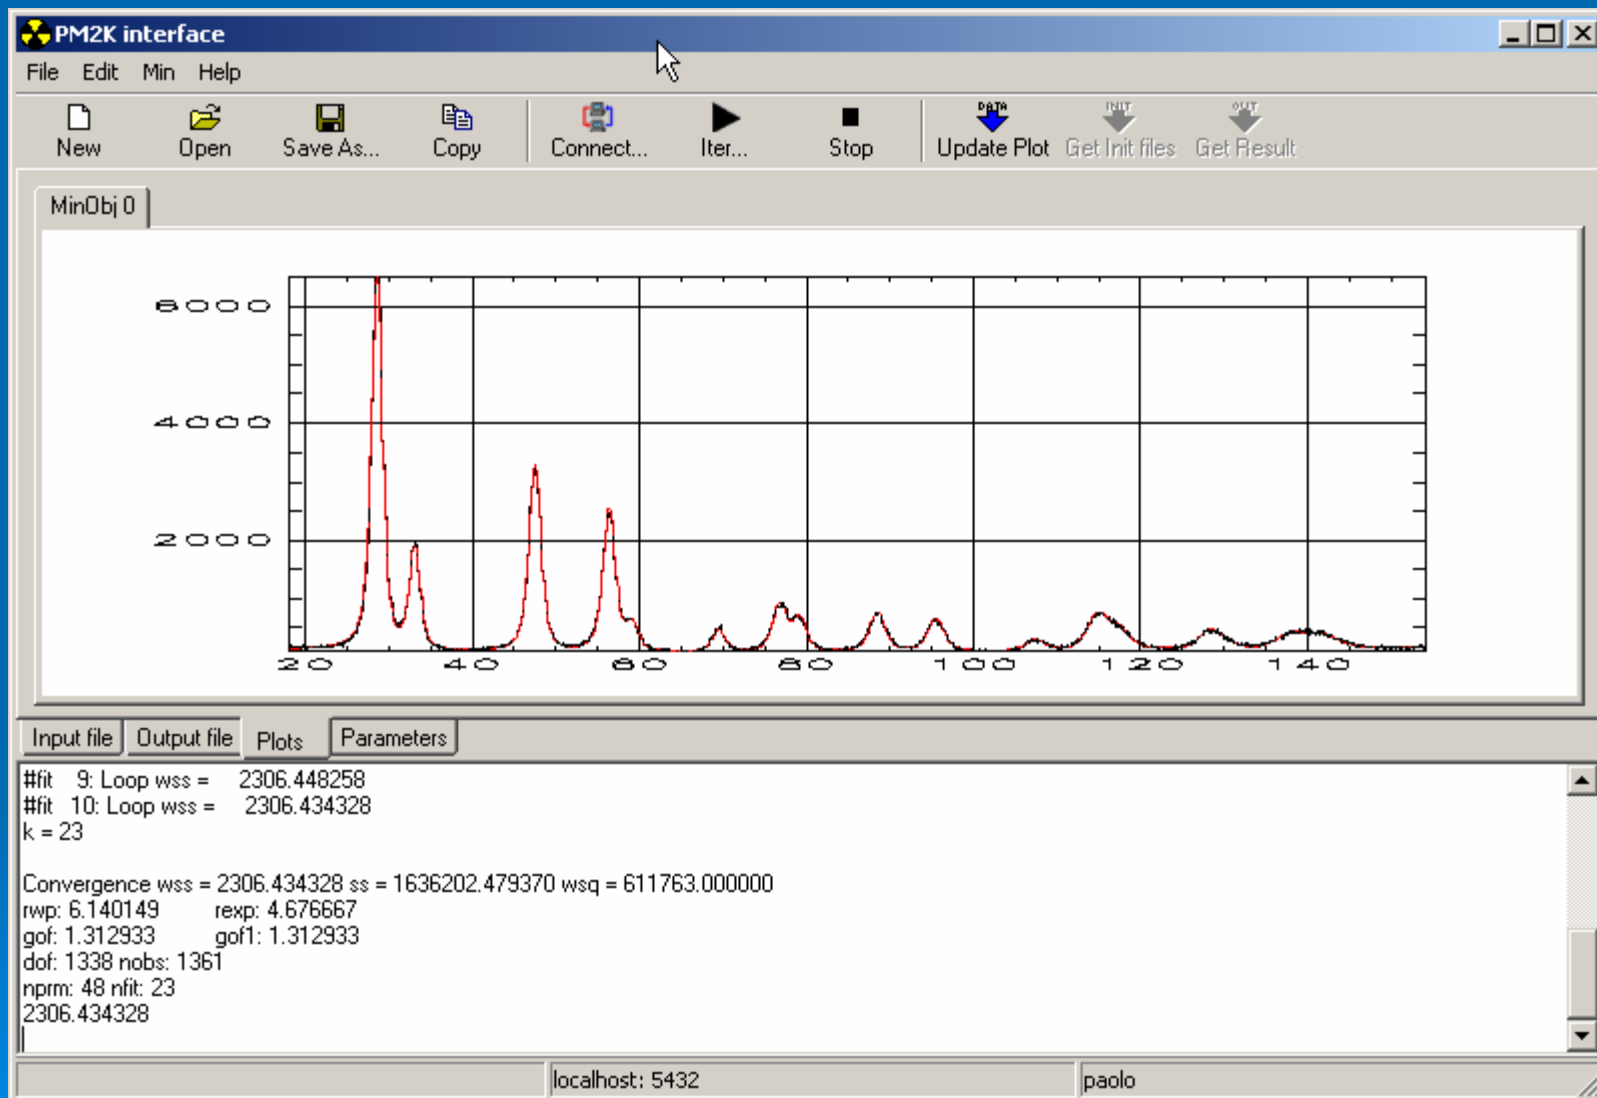 PM2K interface
File Edit Min Help
DATA INIT OUT
New Open Save As... Copy Connect... Iter... Stop Update Plot Get Init files Get Result
MinObj 0
6000
4000
2000
20 40 60 80 100 120 140
Input file Output file Plots Parameters
#fit 9: Loop wss = 2306.448258
#fit 10: Loop wss = 2306.434328
k = 23
Convergence wss = 2306.434328 ss = 1636202.479370 wsq = 611763.000000
rwp: 6.140149 rexp: 4.676667
gof: 1.312933 gof1: 1.312933
dof: 1338 nobs: 1361
nprm: 48 nfit: 23
2306.434328
localhost: 5432 paolo